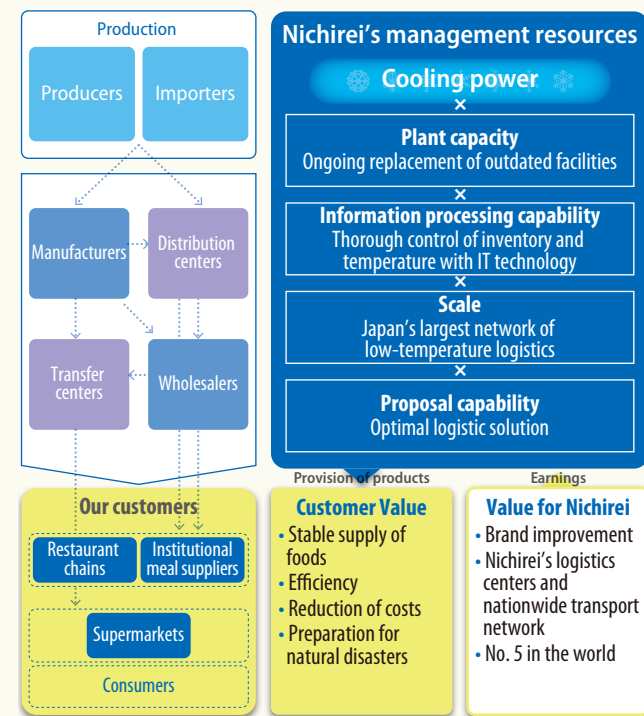 Production
Producers
Importers
Manufacturers
Distribution
centers
Transfer
centers
Wholesalers
Our customers
Restaurant
chains
Institutional
meal suppliers
Supermarkets
Consumers
Nichirei's management resources
Cooling power
×
Plant capacity
Ongoing replacement of outdated facilities
×
Information processing capability
Thorough control of inventory and
temperature with IT technology
×
Scale
Japan's largest network of
low-temperature logistics
×
Proposal capability
Optimal logistic solution
Provision of products
Customer Value
• Stable supply of
foods
• Efficiency
• Reduction of costs
• Preparation for
natural disasters
Earnings
Value for Nichirei
• Brand improvement
• Nichirei's logistics
centers and
nationwide transport
network
• No. 5 in the world